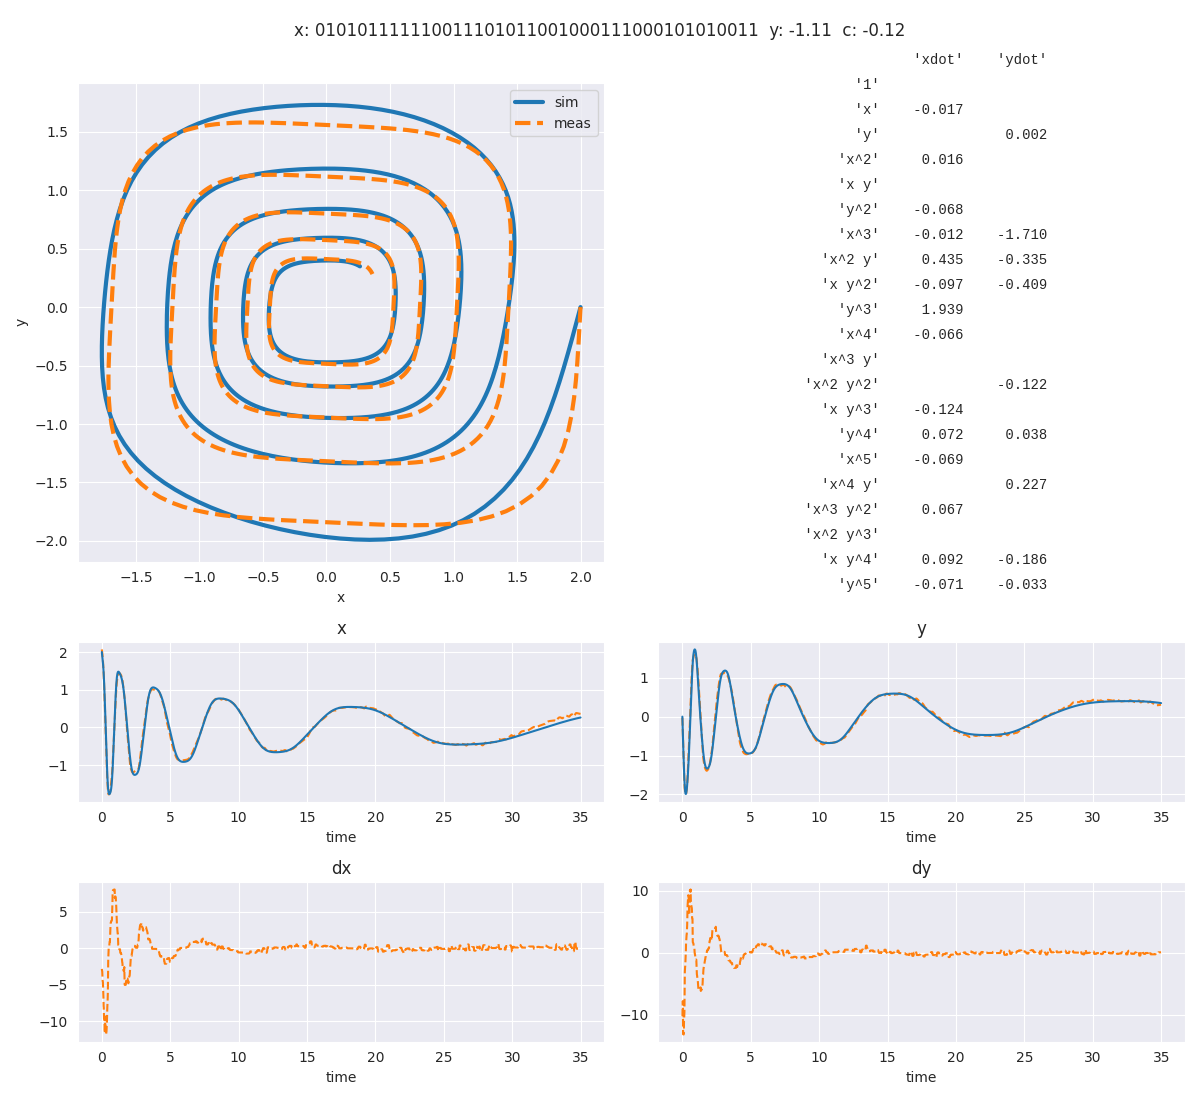 x: 010101111110011101011001000111000101010011  y: -1.11  c: -0.12
sim
meas
1.5
1.0
0.5
0.0
−0.5
−1.0
−1.5
−2.0
y
−1.5 −1.0 −0.5 0.0 0.5 1.0 1.5 2.0
x
'xdot' 'ydot'
'1'
'x' -0.017
'y' 0.002
'x^2' 0.016
'x y'
'y^2' -0.068
'x^3' -0.012 -1.710
'x^2 y' 0.435 -0.335
'x y^2' -0.097 -0.409
'y^3' 1.939
'x^4' -0.066
'x^3 y'
'x^2 y^2' -0.122
'x y^3' -0.124
'y^4' 0.072 0.038
'x^5' -0.069
'x^4 y' 0.227
'x^3 y^2' 0.067
'x^2 y^3'
'x y^4' 0.092 -0.186
'y^5' -0.071 -0.033
x
2
1
0
−1
0 5 10 15 20 25 30 35
time
y
1
0
−1
−2
0 5 10 15 20 25 30 35
time
dx
5
0
−5
−10
0 5 10 15 20 25 30 35
time
dy
10
0
−10
0 5 10 15 20 25 30 35
time